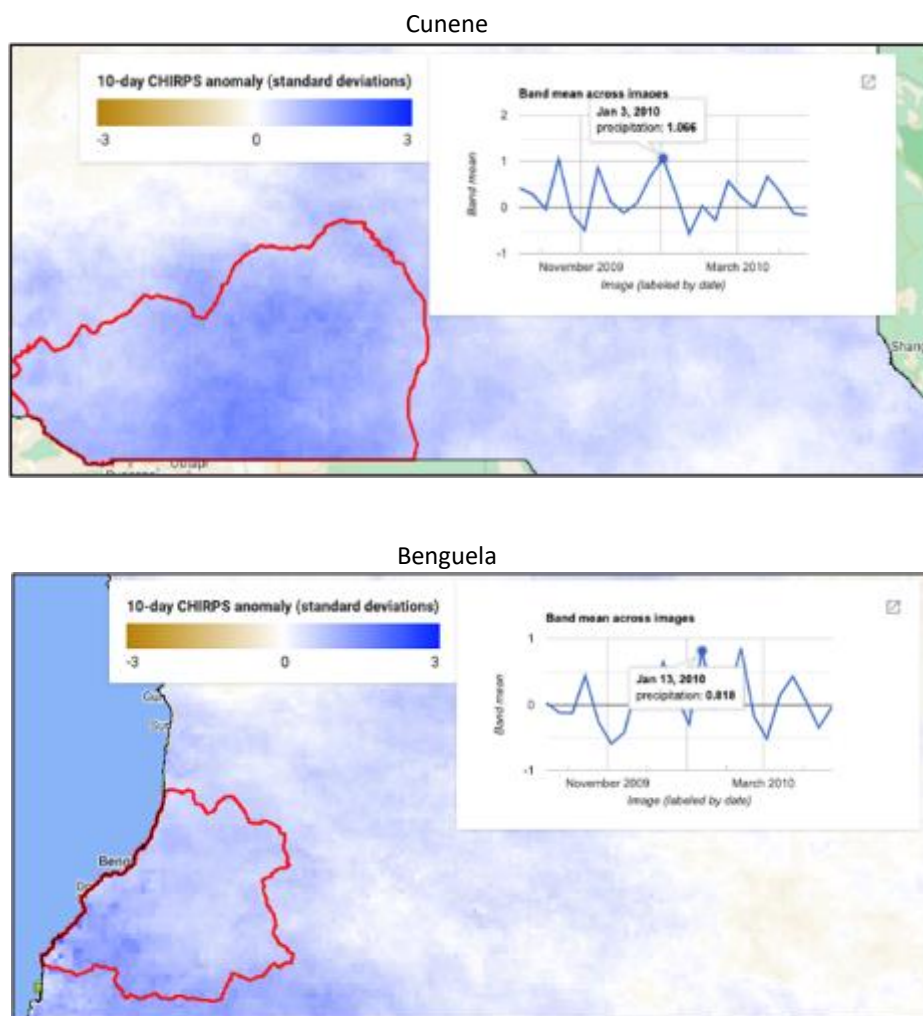 Cunene
10-day CHIRPS anomaly (standard deviations)
-3 0 3
Band mean across images
Jan 3, 2010
precipitation: 1.066
2
1
0
-1
Band mean
November 2009 March 2010
Image (labeled by date)
Shang
Benguela
10-day CHIRPS anomaly (standard deviations)
-3 0 3
Band mean across images
1
0
-1
Jan 13, 2010
precipitation: 0.818
Band mean
November 2009 March 2010
Image (labeled by date)
Beng